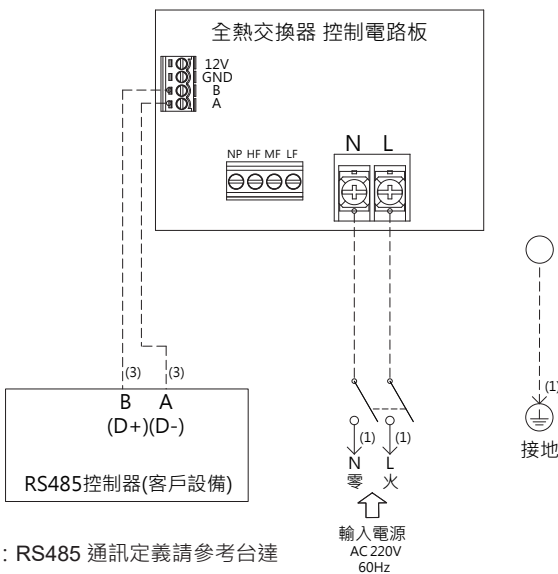 全熱交換器 控制電路板
12V
GND
B
A
NP HF MF LF
N L
(3) (3)
B A
(D+)(D-)
RS485控制器(客戶設備)
(1) (1)
N L
零 火
輸入電源
AC 220V
60Hz
(1)
接地
: RS485 通訊定義請參考台達